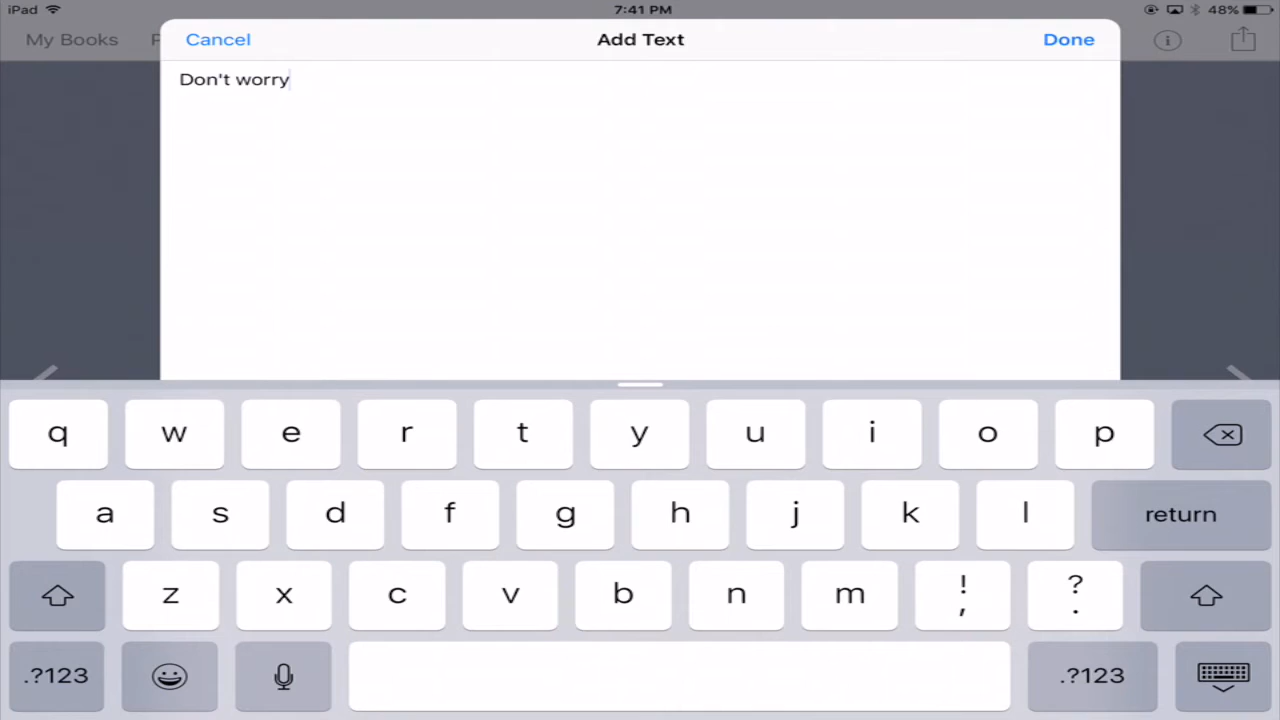 iPad 7:41 PM 48%
My Books Cancel Add Text Done
Don't worry
q w e r t y u i o p
a s d f g h j k l return
z x c v b n m ! , ? .
.?123 .?123